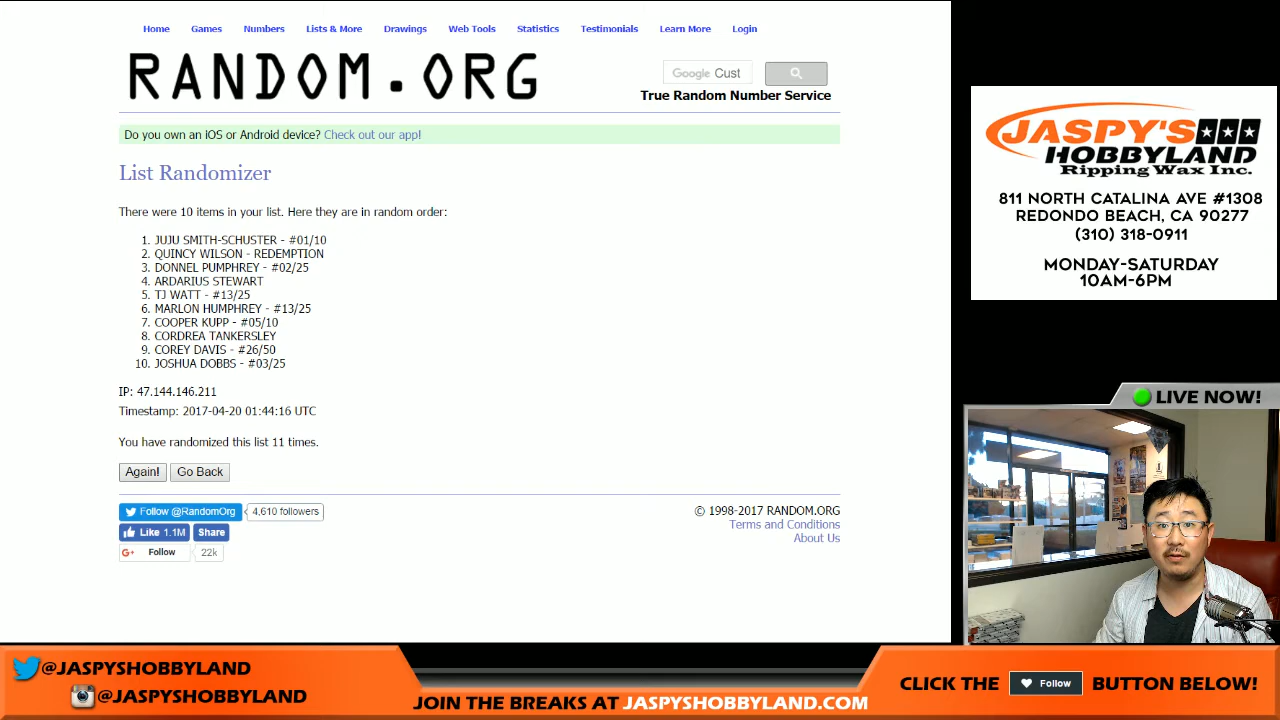 Home Games Numbers Lists & More Drawings Web Tools Statistics Testimonials Learn More Login
RANDOM.ORG
Google Cust
True Random Number Service
Do you own an iOS or Android device? Check out our app!
List Randomizer
There were 10 items in your list. Here they are in random order:
1. JUJU SMITH-SCHUSTER - #01/10
2. QUINCY WILSON - REDEMPTION
3. DONNEL PUMPHREY - #02/25
4. ARDARIUS STEWART
5. TJ WATT - #13/25
6. MARLON HUMPHREY - #13/25
7. COOPER KUPP - #05/10
8. CORDREA TANKERSLEY
9. COREY DAVIS - #26/50
10. JOSHUA DOBBS - #03/25
IP: 47.144.146.211
Timestamp: 2017-04-20 01:44:16 UTC
You have randomized this list 11 times.
Again! Go Back
Follow @RandomOrg 4,610 followers
Like 1.1M Share
G+ Follow 22k
© 1998-2017 RANDOM.ORG
Terms and Conditions
About Us
JASPY'S
HOBBYLAND
Ripping Wax Inc.
811 NORTH CATALINA AVE #1308
REDONDO BEACH, CA 90277
(310) 318-0911
MONDAY-SATURDAY
10AM-6PM
LIVE NOW!
@JASPYSHOBBYLAND
@JASPYSHOBBYLAND
JOIN THE BREAKS AT JASPYSHOBBYLAND.COM
CLICK THE Follow BUTTON BELOW!